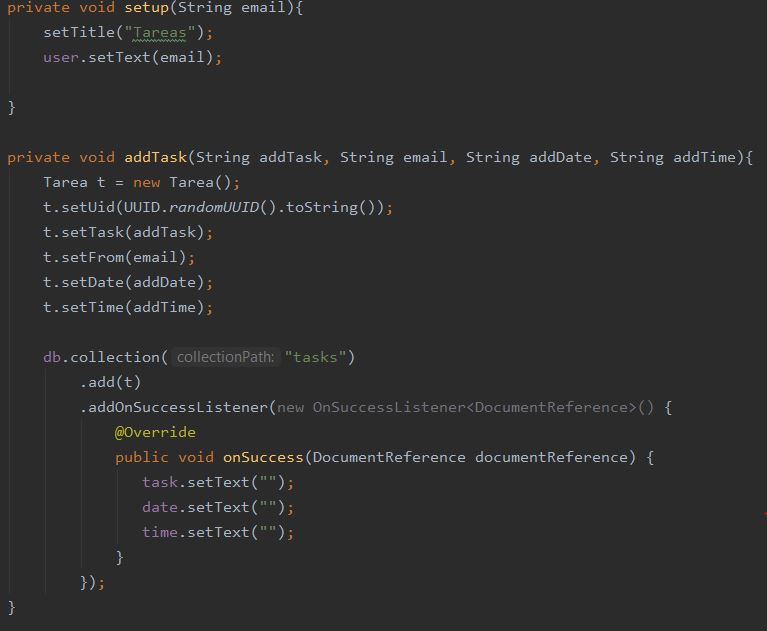 private void setup(String email){
setTitle("Tareas");
user.setText(email);
}
private void addTask(String addTask, String email, String addDate, String addTime){
Tarea t = new Tarea();
t.setUid(UUID.randomUUID().toString());
t.setTask(addTask);
t.setFrom(email);
t.setDate(addDate);
t.setTime(addTime);
db.collection( collectionPath: "tasks")
.add(t)
.addOnSuccessListener(new OnSuccessListener<DocumentReference>() {
@Override
public void onSuccess(DocumentReference documentReference) {
task.setText("");
date.setText("");
time.setText("");
}
});
}